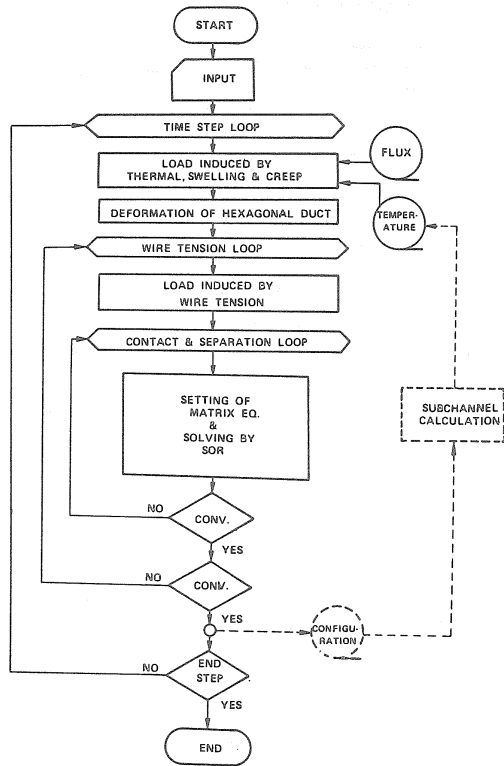 START
INPUT
TIME STEP LOOP
FLUX
LOAD INDUCED BY
THERMAL, SWELLING & CREEP
TEMPER-
ATURE
DEFORMATION OF HEXAGONAL DUCT
WIRE TENSION LOOP
LOAD INDUCED BY
WIRE TENSION
CONTACT & SEPARATION LOOP
SETTING OF
MATRIX EQ.
&
SOLVING BY
SOR
SUBCHANNEL
CALCULATION
NO
CONV.
YES
NO
CONV.
YES
CONFIGU-
RATION
NO
END
STEP
YES
END